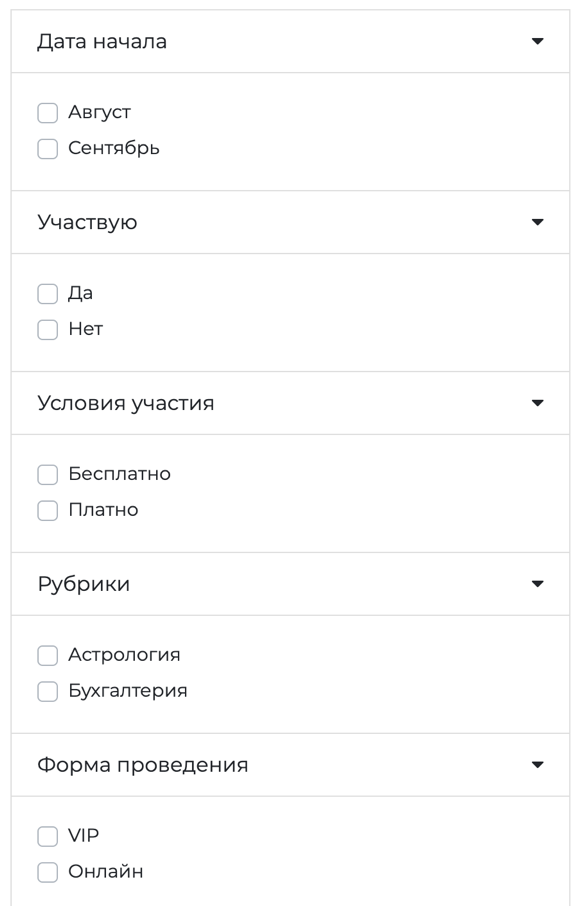 Дата начала
Август
Сентябрь
Участвую
Да
Нет
Условия участия
Бесплатно
Платно
Рубрики
Астрология
Бухгалтерия
Форма проведения
VIP
Онлайн